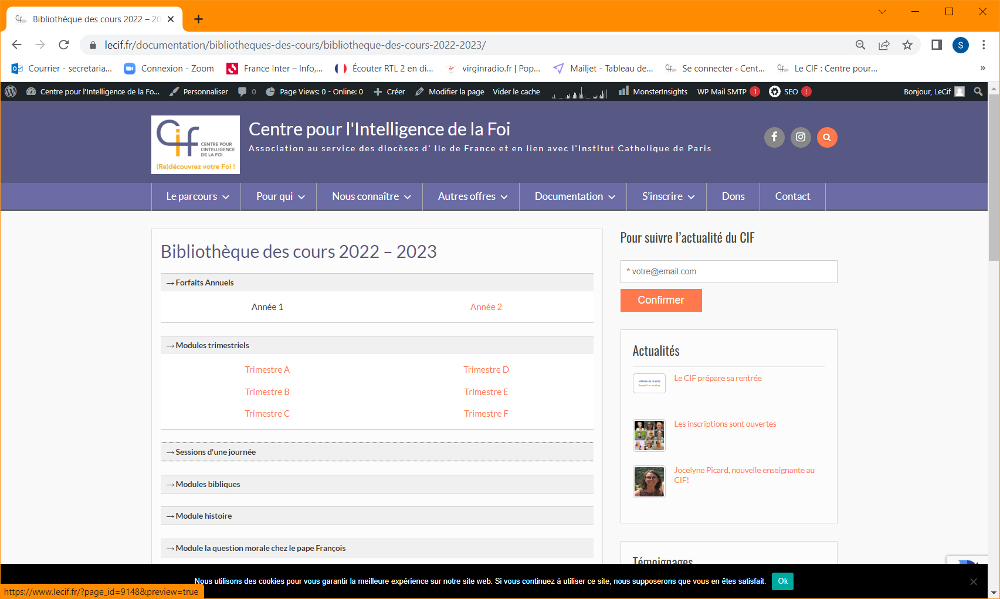 Bibliothèque des cours 2022 – 20
lecif.fr/documentation/bibliotheques-des-cours/bibliotheque-des-cours-2022-2023/
S
Courrier - secretaria...
Connexion - Zoom
France Inter – Info,...
Écouter RTL 2 en di...
virginradio.fr | Pop...
Mailjet - Tableau de...
Se connecter ‹ Cent...
Le CIF : Centre pour...
»
Centre pour l'Intelligence de la Fo...
Personnaliser
0
Page Views: 0 - Online: 0
Créer
Modifier la page
Vider le cache
MonsterInsights
WP Mail SMTP 1
SEO !
Bonjour, LeCif
Cif
CENTRE POUR
L'INTELLIGENCE
DE LA FOI
(Re)découvrez votre Foi !
Centre pour l'Intelligence de la Foi
Association au service des diocèses d' Ile de France et en lien avec l'Institut Catholique de Paris
Le parcours
Pour qui
Nous connaître
Autres offres
Documentation
S'inscrire
Dons
Contact
Bibliothèque des cours 2022 – 2023
→ Forfaits Annuels
Année 1
Année 2
→ Modules trimestriels
Trimestre A
Trimestre D
Trimestre B
Trimestre E
Trimestre C
Trimestre F
→ Sessions d'une journée
→ Modules bibliques
→ Module histoire
→ Module la question morale chez le pape François
Pour suivre l'actualité du CIF
* votre@email.com
Confirmer
Actualités
Matinée de rentrée
Le CIF prépare sa rentrée
Les inscriptions sont ouvertes
Jocelyne Picard, nouvelle enseignante au
CIF!
Témoignages
Nous utilisons des cookies pour vous garantir la meilleure expérience sur notre site web. Si vous continuez à utiliser ce site, nous supposerons que vous en êtes satisfait.
Ok
https://www.lecif.fr/?page_id=9148&preview=true